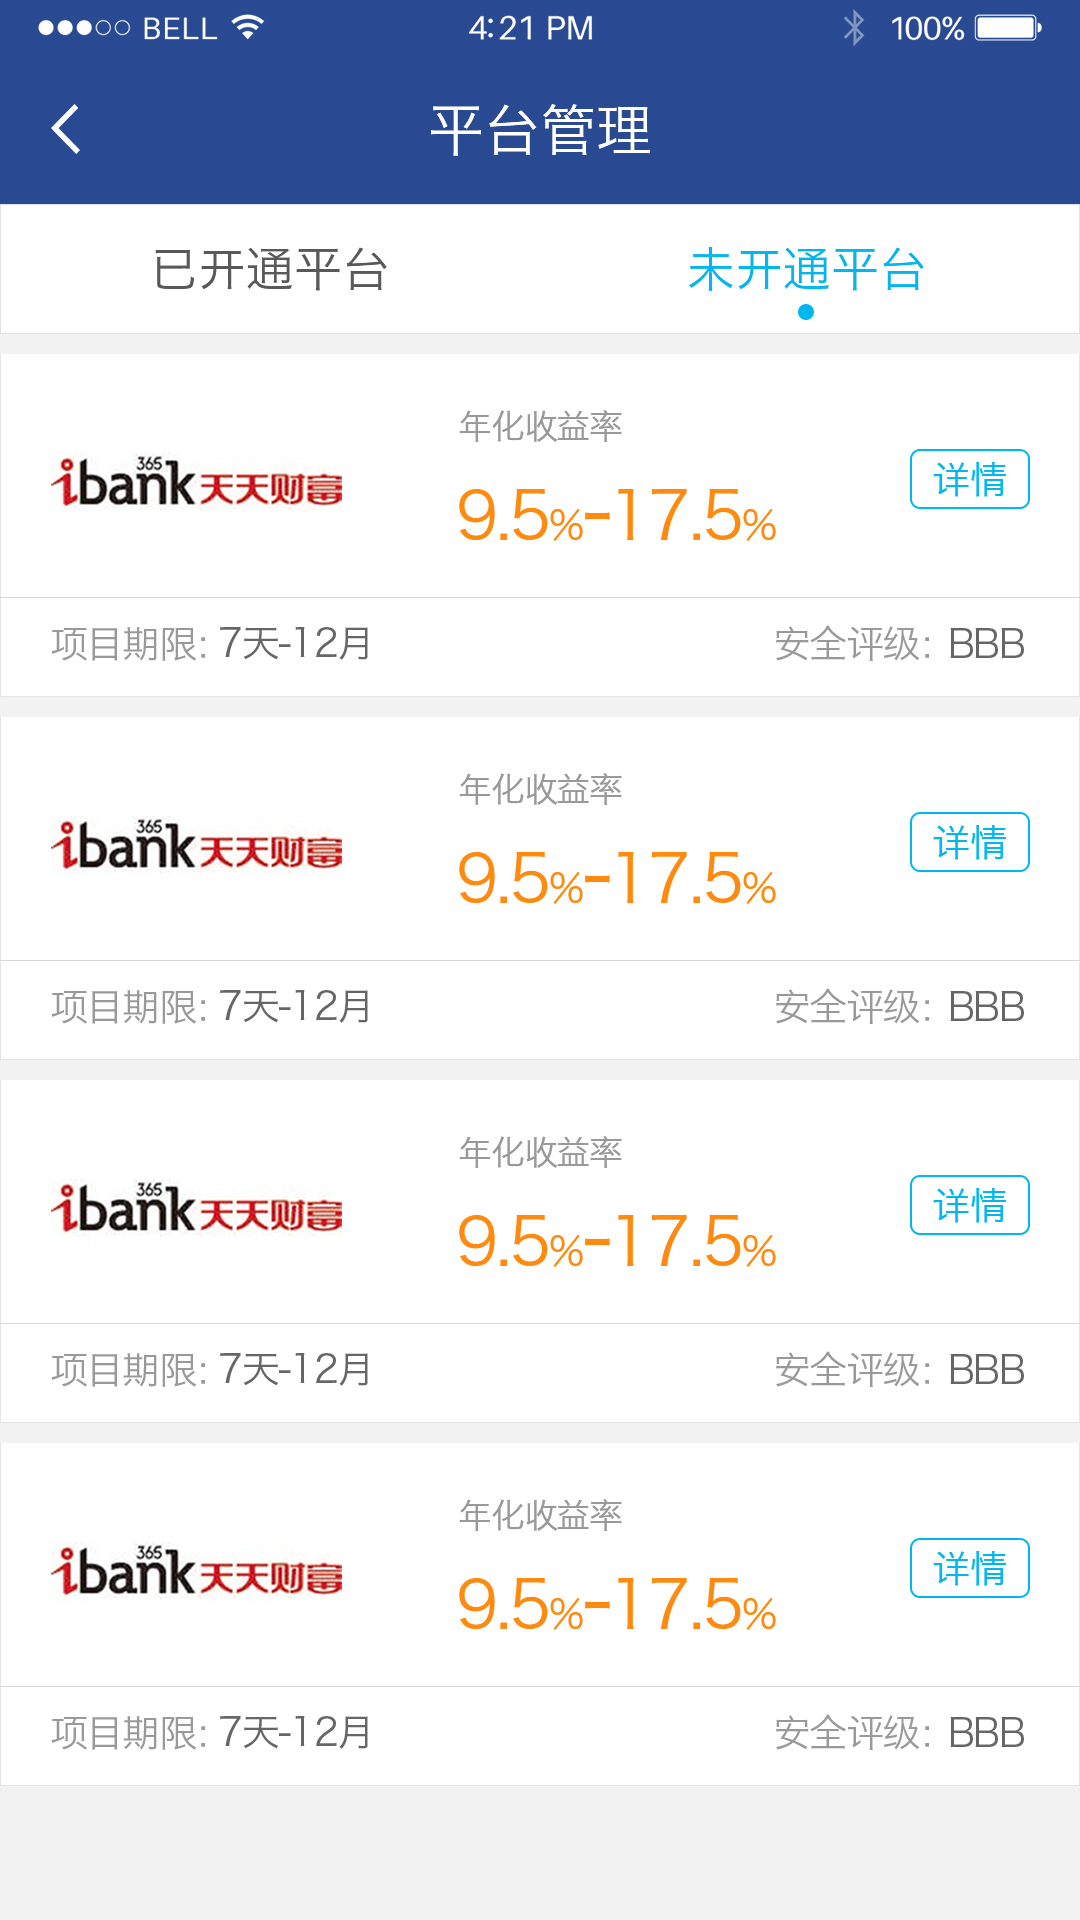 BELL 4:21 PM 100%
平台管理
已开通平台 未开通平台
年化收益率
ibank 365 天天财富
9.5%-17.5%
详情
项目期限: 7天-12月 安全评级: BBB
年化收益率
ibank 365 天天财富
9.5%-17.5%
详情
项目期限: 7天-12月 安全评级: BBB
年化收益率
ibank 365 天天财富
9.5%-17.5%
详情
项目期限: 7天-12月 安全评级: BBB
年化收益率
ibank 365 天天财富
9.5%-17.5%
详情
项目期限: 7天-12月 安全评级: BBB